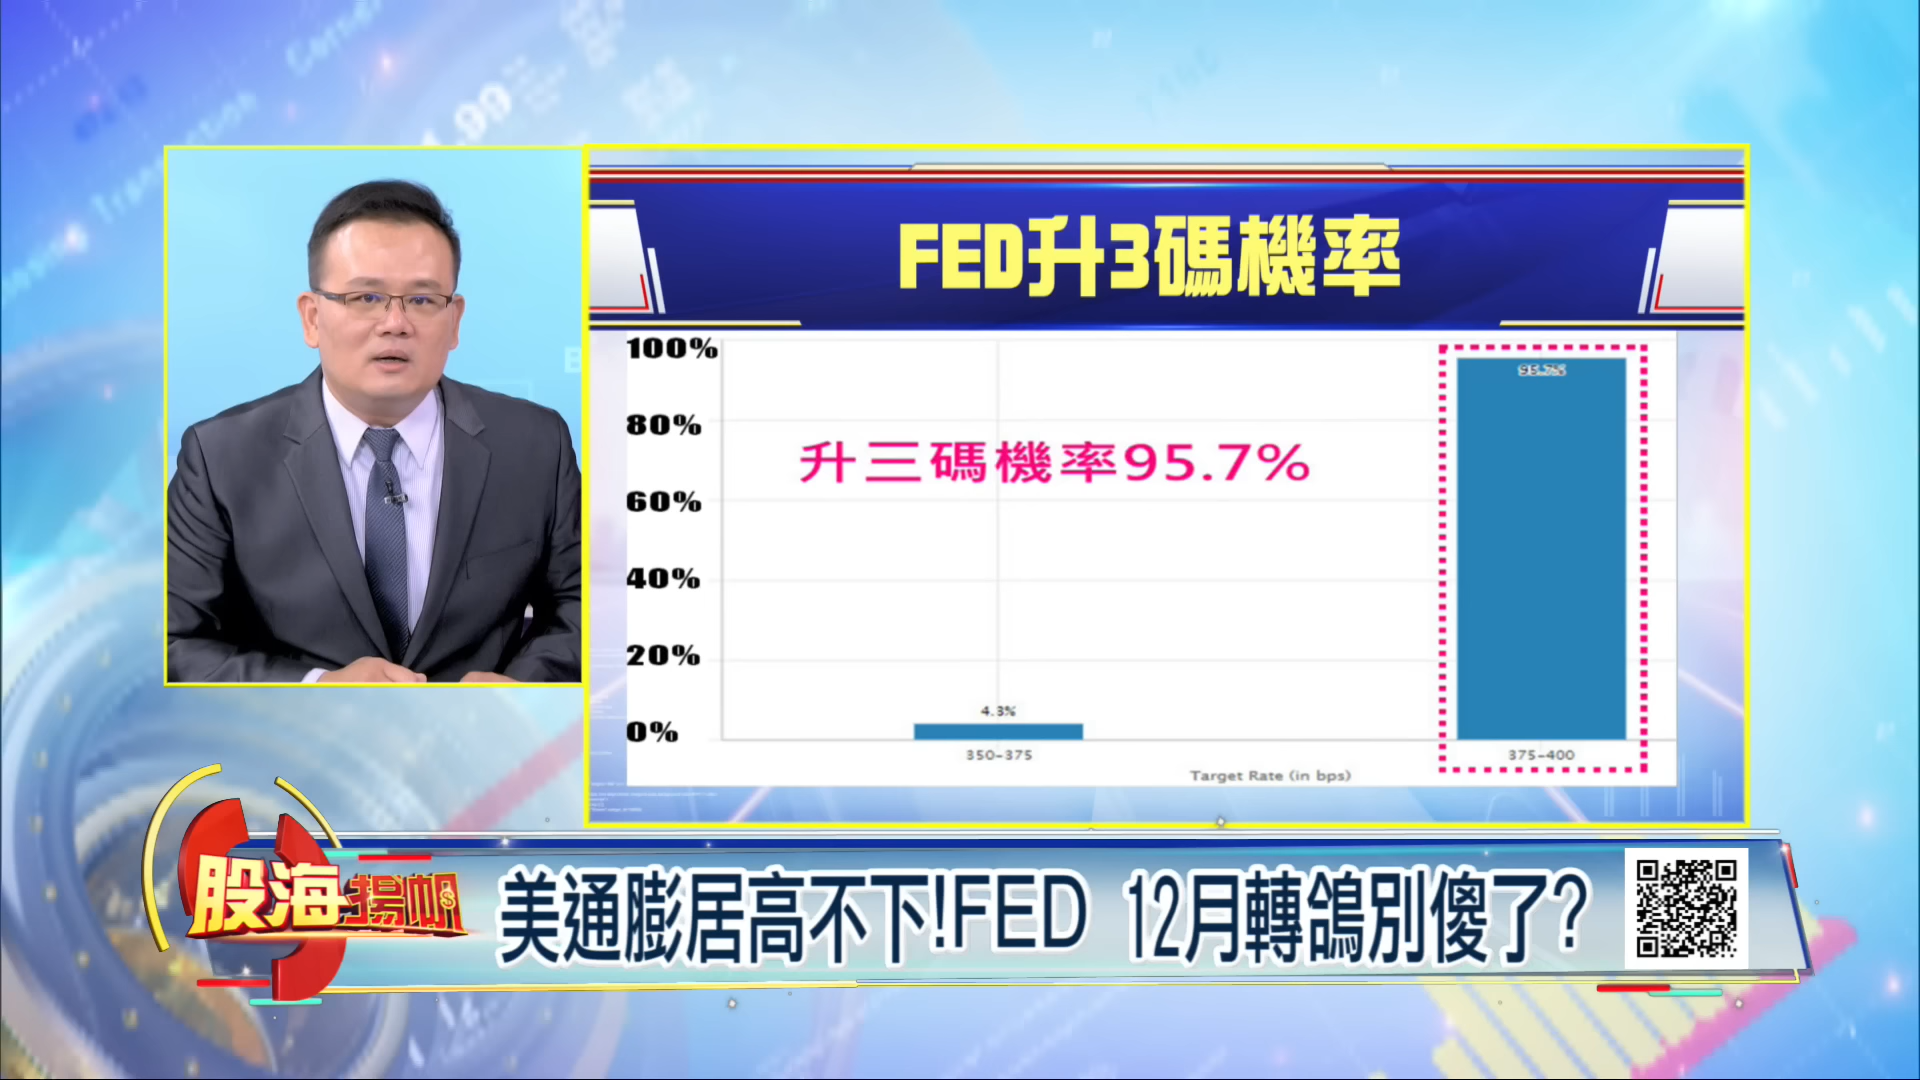 FED升3碼機率
100%
80%
60%
40%
20%
0%
升三碼機率95.7%
95.7%
4.3%
350-375
375-400
Target Rate (in bps)
股海揚帆
美通膨居高不下!FED 12月轉鴿別傻了?